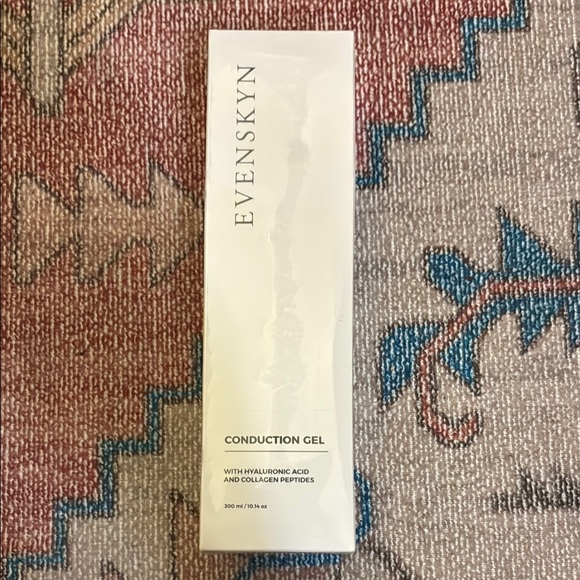 EVENSKYN
CONDUCTION GEL
WITH HYALURONIC ACID
AND COLLAGEN PEPTIDES
300 ml / 10.14 oz